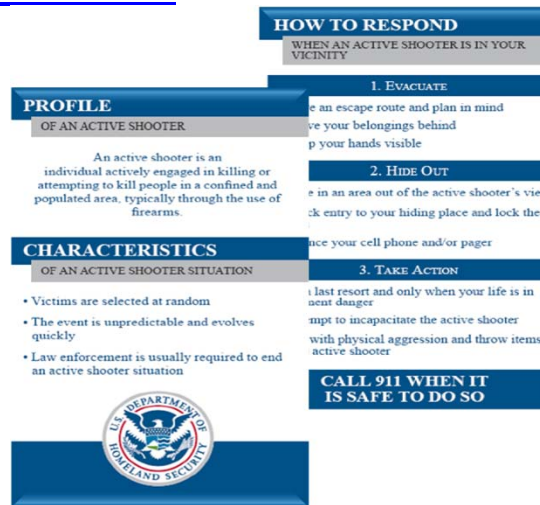 HOW TO RESPOND
WHEN AN ACTIVE SHOOTER IS IN YOUR
VICINITY
1. EVACUATE
an escape route and plan in mind
your belongings behind
your hands visible
2. HIDE OUT
in an area out of the active shooter's
entry to your hiding place and lock the
your cell phone and/or pager
3. TAKE ACTION
last resort and only when your life is in
danger
to incapacitate the active shooter
with physical aggression and throw items
active shooter
CALL 911 WHEN IT
IS SAFE TO DO SO
PROFILE
OF AN ACTIVE SHOOTER
An active shooter is an
individual actively engaged in killing or
attempting to kill people in a confined and
populated area, typically through the use of
firearms.
CHARACTERISTICS
OF AN ACTIVE SHOOTER SITUATION
• Victims are selected at random
• The event is unpredictable and evolves
quickly
• Law enforcement is usually required to end
an active shooter situation
U.S. DEPARTMENT OF
HOMELAND SECURITY